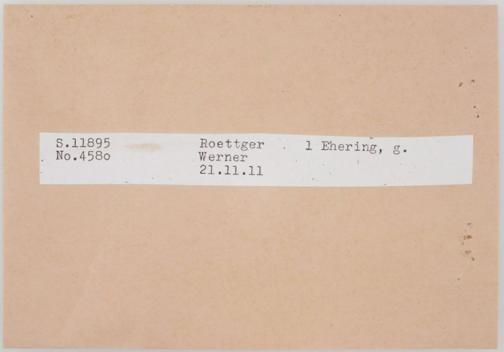 S.11895 Roettger 1 Ehering, g.
No.4580 Werner
21.11.11